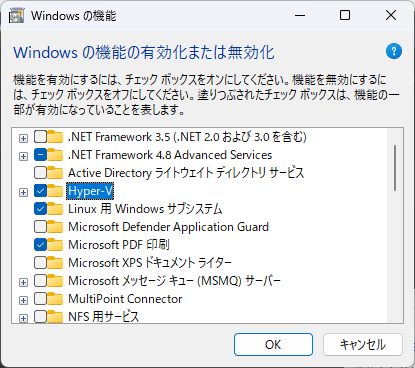 Windows の機能
Windows の機能の有効化または無効化
機能を有効にするには、チェック ボックスをオンにしてください。機能を無効にするに
は、チェック ボックスをオフにしてください。塗りつぶされたチェック ボックスは、機能の一
部が有効になっていることを表します。
.NET Framework 3.5 (.NET 2.0 および 3.0 を含む)
.NET Framework 4.8 Advanced Services
Active Directory ライトウェイト ディレクトリ サービス
Hyper-V
Linux 用 Windows サブシステム
Microsoft Defender Application Guard
Microsoft PDF 印刷
Microsoft XPS ドキュメント ライター
Microsoft メッセージ キュー (MSMQ) サーバー
MultiPoint Connector
NFS 用サービス
OK
キャンセル